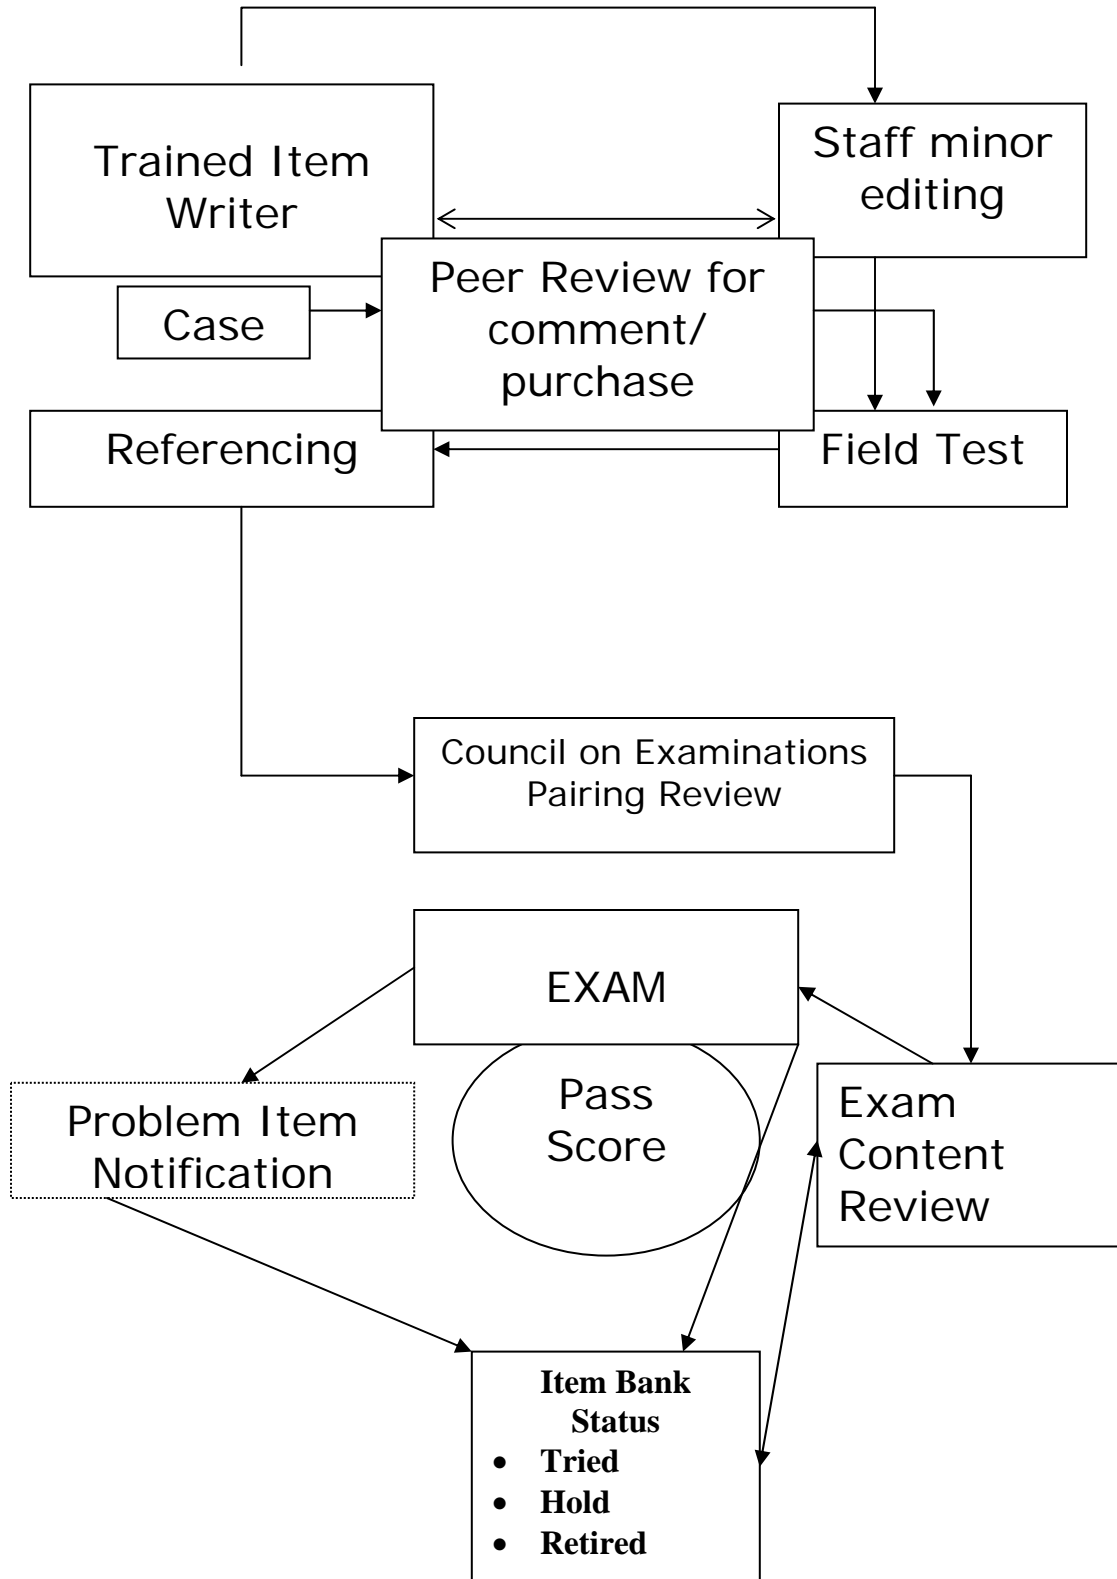 Trained Item
Writer
Staff minor
editing
Peer Review for
comment/
purchase
Case
Referencing
Field Test
Council on Examinations
Pairing Review
EXAM
Pass
Score
Problem Item
Notification
Exam
Content
Review
Item Bank
Status
• Tried
• Hold
• Retired